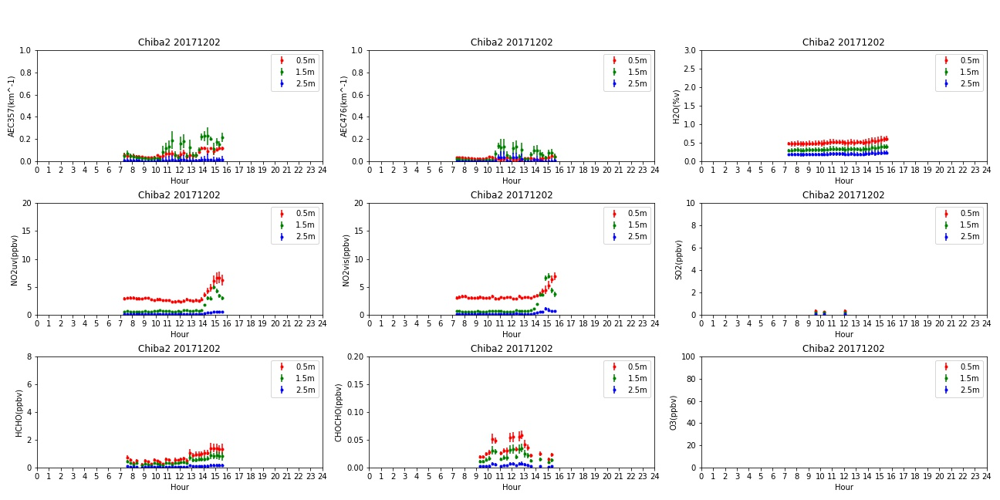 Chiba2 20171202
AEC357(km^-1)
1.0
0.8
0.6
0.4
0.2
0.0
0.5m
1.5m
2.5m
0 1 2 3 4 5 6 7 8 9 10 11 12 13 14 15 16 17 18 19 20 21 22 23 24
Hour
Chiba2 20171202
AEC476(km^-1)
1.0
0.8
0.6
0.4
0.2
0.0
0.5m
1.5m
2.5m
0 1 2 3 4 5 6 7 8 9 10 11 12 13 14 15 16 17 18 19 20 21 22 23 24
Hour
Chiba2 20171202
H2O(%v)
3.0
2.5
2.0
1.5
1.0
0.5
0.0
0.5m
1.5m
2.5m
0 1 2 3 4 5 6 7 8 9 10 11 12 13 14 15 16 17 18 19 20 21 22 23 24
Hour
Chiba2 20171202
NO2uv(ppbv)
20
15
10
5
0
0.5m
1.5m
2.5m
0 1 2 3 4 5 6 7 8 9 10 11 12 13 14 15 16 17 18 19 20 21 22 23 24
Hour
Chiba2 20171202
NO2vis(ppbv)
20
15
10
5
0
0.5m
1.5m
2.5m
0 1 2 3 4 5 6 7 8 9 10 11 12 13 14 15 16 17 18 19 20 21 22 23 24
Hour
Chiba2 20171202
SO2(ppbv)
10
8
6
4
2
0
0.5m
1.5m
2.5m
0 1 2 3 4 5 6 7 8 9 10 11 12 13 14 15 16 17 18 19 20 21 22 23 24
Hour
Chiba2 20171202
HCHO(ppbv)
8
6
4
2
0
0.5m
1.5m
2.5m
0 1 2 3 4 5 6 7 8 9 10 11 12 13 14 15 16 17 18 19 20 21 22 23 24
Hour
Chiba2 20171202
CHOCHO(ppbv)
0.20
0.15
0.10
0.05
0.00
0.5m
1.5m
2.5m
0 1 2 3 4 5 6 7 8 9 10 11 12 13 14 15 16 17 18 19 20 21 22 23 24
Hour
Chiba2 20171202
O3(ppbv)
100
80
60
40
20
0
0.5m
1.5m
2.5m
0 1 2 3 4 5 6 7 8 9 10 11 12 13 14 15 16 17 18 19 20 21 22 23 24
Hour